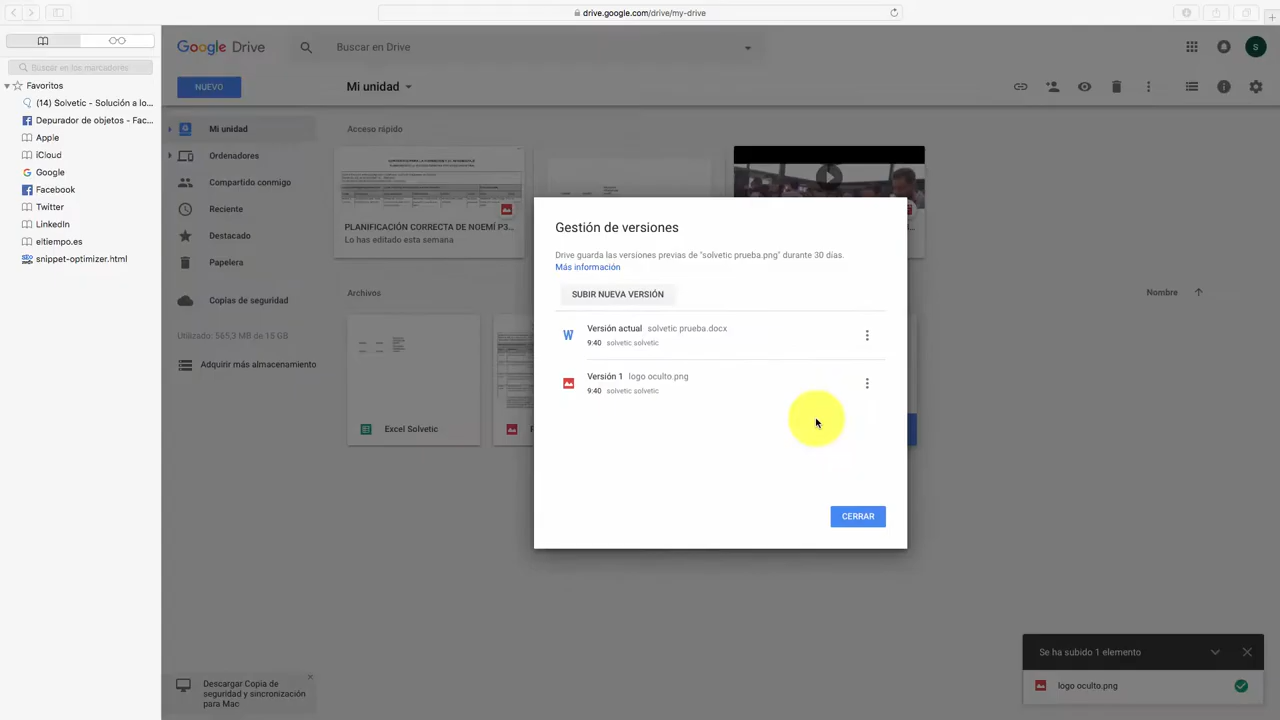 drive.google.com/drive/my-drive
Buscar en los marcadores
Favoritos
(14) Solvetic - Solución a lo...
Depurador de objetos - Fac...
Apple
iCloud
Google
Facebook
Twitter
LinkedIn
eltiempo.es
snippet-optimizer.html
Google Drive
Buscar en Drive
S
NUEVO
Mi unidad
Mi unidad
Ordenadores
Compartido conmigo
Reciente
Destacado
Papelera
Copias de seguridad
Utilizado: 565,3 MB de 15 GB
Adquirir más almacenamiento
Descargar Copia de
seguridad y sincronización
para Mac
Acceso rápido
PLANIFICACIÓN CORRECTA DE NOEMÍ P3...
Lo has editado esta semana
Archivos
Nombre
Excel Solvetic
Gestión de versiones
Drive guarda las versiones previas de "solvetic prueba.png" durante 30 días.
Más información
SUBIR NUEVA VERSIÓN
Versión actual solvetic prueba.docx
9:40 solvetic solvetic
Versión 1 logo oculto.png
9:40 solvetic solvetic
CERRAR
Se ha subido 1 elemento
logo oculto.png